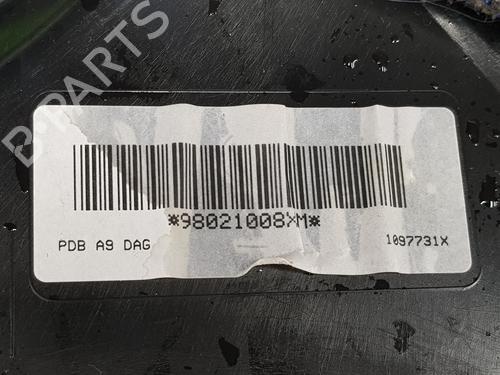 B-PARTS
*98021008XM*
PDB A9 DAG
1097731X